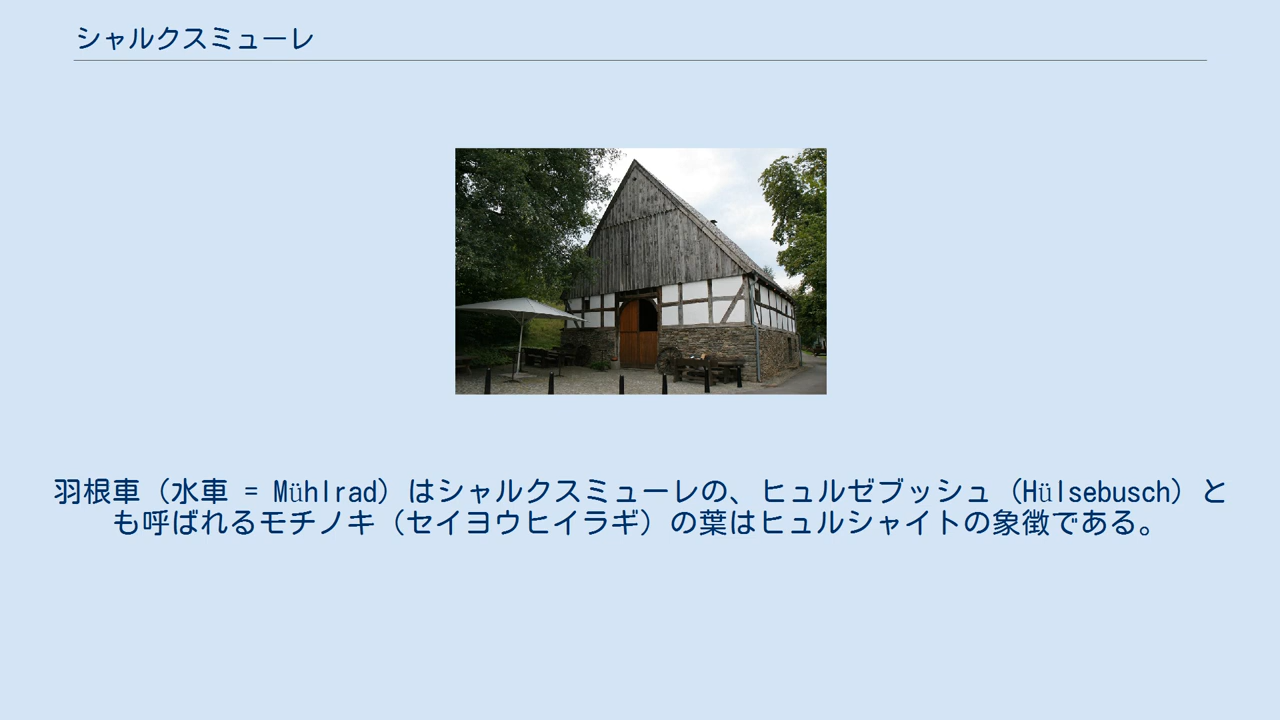 シャルクスミューレ
羽根車（水車 = Mühlrad）はシャルクスミューレの、ヒュルゼブッシュ（Hülsebusch）と
も呼ばれるモチノキ（セイヨウヒイラギ）の葉はヒュルシャイトの象徴である。